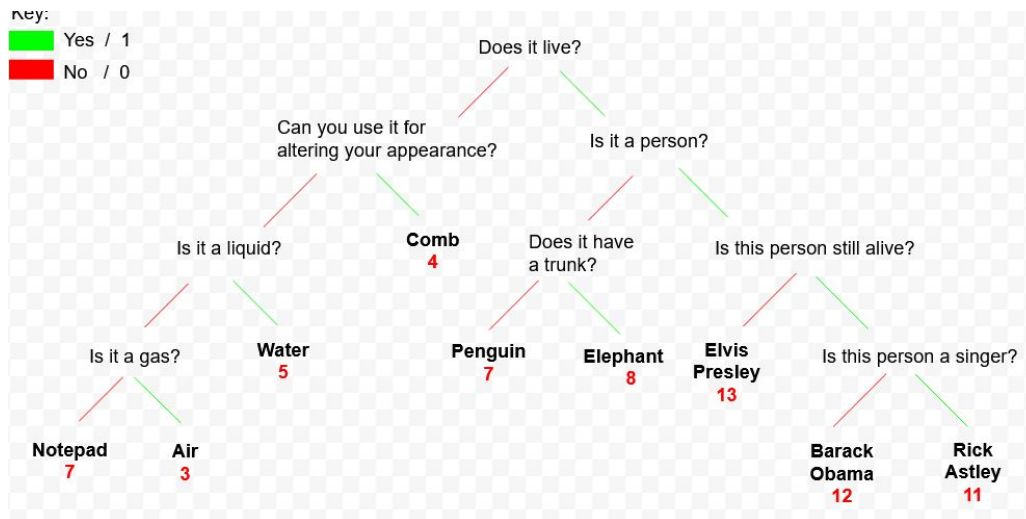 Key:
Yes / 1
No / 0
Does it live?
Can you use it for
altering your appearance?
Is it a person?
Is it a liquid?
Comb
4
Does it have
a trunk?
Is this person still alive?
Is it a gas?
Water
5
Penguin
7
Elephant
8
Elvis
Presley
13
Is this person a singer?
Notepad
7
Air
3
Barack
Obama
12
Rick
Astley
11